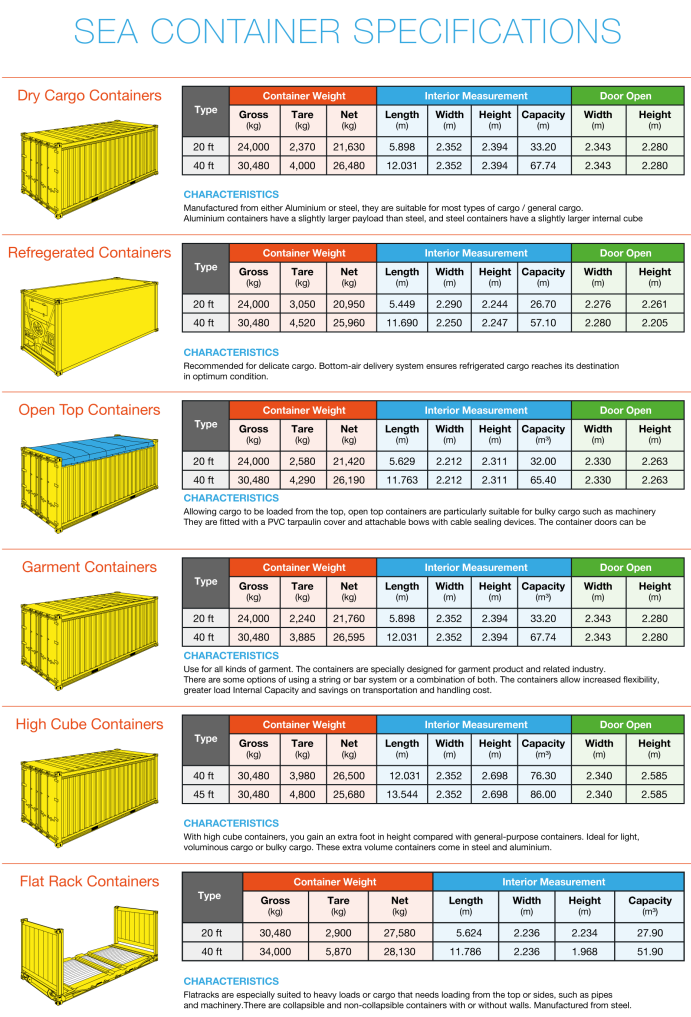 SEA CONTAINER SPECIFICATIONS
Dry Cargo Containers
Type Container Weight Interior Measurement Door Open
Gross Tare Net Length Width Height Capacity Width Height
(kg) (kg) (kg) (m) (m) (m) (m) (m) (m)
20 ft 24,000 2,370 21,630 5.898 2.352 2.394 33.20 2.343 2.280
40 ft 30,480 4,000 26,480 12.031 2.352 2.394 67.74 2.343 2.280
CHARACTERISTICS
Manufactured from either Aluminium or steel, they are suitable for most types of cargo / general cargo.
Aluminium containers have a slightly larger payload than steel, and steel containers have a slightly larger internal cube
Refregerated Containers
Type Container Weight Interior Measurement Door Open
Gross Tare Net Length Width Height Capacity Width Height
(kg) (kg) (kg) (m) (m) (m) (m) (m) (m)
20 ft 24,000 3,050 20,950 5.449 2.290 2.244 26.70 2.276 2.261
40 ft 30,480 4,520 25,960 11.690 2.250 2.247 57.10 2.280 2.205
CHARACTERISTICS
Recommended for delicate cargo. Bottom-air delivery system ensures refrigerated cargo reaches its destination
in optimum condition.
Open Top Containers
Type Container Weight Interior Measurement Door Open
Gross Tare Net Length Width Height Capacity Width Height
(kg) (kg) (kg) (m) (m) (m) (m³) (m) (m)
20 ft 24,000 2,580 21,420 5.629 2.212 2.311 32.00 2.330 2.263
40 ft 30,480 4,290 26,190 11.763 2.212 2.311 65.40 2.330 2.263
CHARACTERISTICS
Allowing cargo to be loaded from the top, open top containers are particularly suitable for bulky cargo such as machinery
They are fitted with a PVC tarpaulin cover and attachable bows with cable sealing devices. The container doors can be
Garment Containers
Type Container Weight Interior Measurement Door Open
Gross Tare Net Length Width Height Capacity Width Height
(kg) (kg) (kg) (m) (m) (m) (m³) (m) (m)
20 ft 24,000 2,240 21,760 5.898 2.352 2.394 33.20 2.343 2.280
40 ft 30,480 3,885 26,595 12.031 2.352 2.394 67.74 2.343 2.280
CHARACTERISTICS
Use for all kinds of garment. The containers are specially designed for garment product and related industry.
There are some options of using a string or bar system or a combination of both. The containers allow increased flexibility,
greater load Internal Capacity and savings on transportation and handling cost.
High Cube Containers
Type Container Weight Interior Measurement Door Open
Gross Tare Net Length Width Height Capacity Width Height
(kg) (kg) (kg) (m) (m) (m) (m³) (m) (m)
40 ft 30,480 3,980 26,500 12.031 2.352 2.698 76.30 2.340 2.585
45 ft 30,480 4,800 25,680 13.544 2.352 2.698 86.00 2.340 2.585
CHARACTERISTICS
With high cube containers, you gain an extra foot in height compared with general-purpose containers. Ideal for light,
voluminous cargo or bulky cargo. These extra volume containers come in steel and aluminium.
Flat Rack Containers
Type Container Weight Interior Measurement
Gross Tare Net Length Width Height Capacity
(kg) (kg) (kg) (m) (m) (m) (m³)
20 ft 30,480 2,900 27,580 5.624 2.236 2.234 27.90
40 ft 34,000 5,870 28,130 11.786 2.236 1.968 51.90
CHARACTERISTICS
Flatracks are especially suited to heavy loads or cargo that needs loading from the top or sides, such as pipes
and machinery.There are collapsible and non-collapsible containers with or without walls. Manufactured from steel.